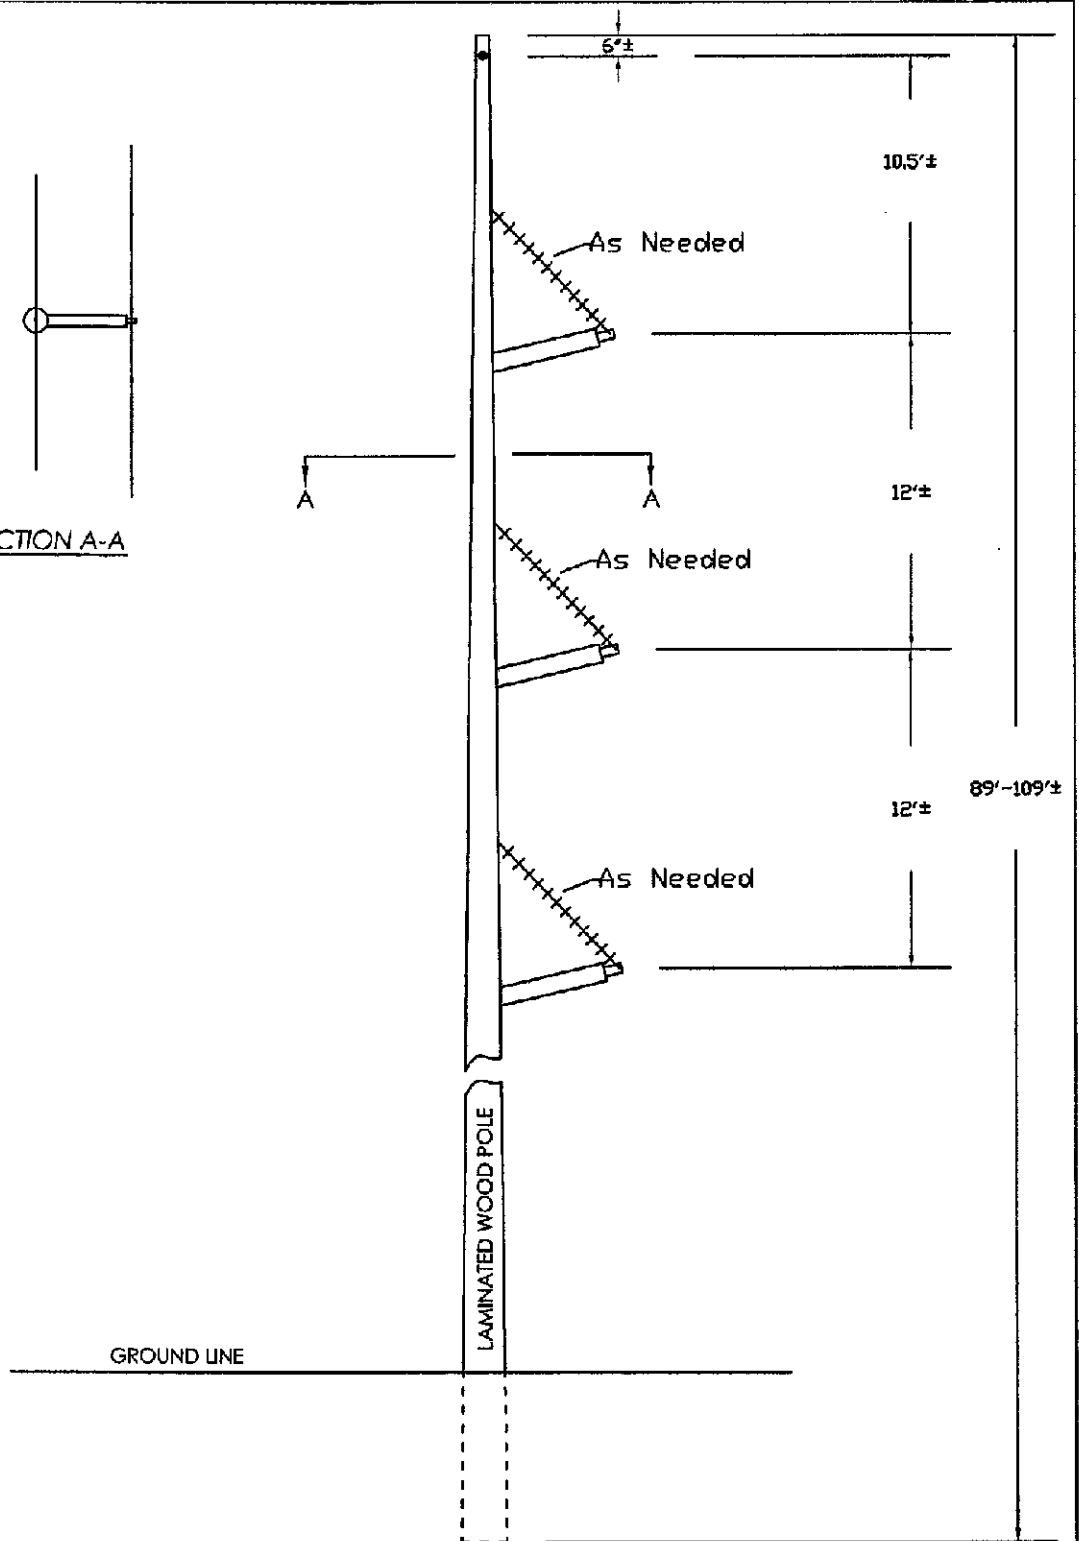 6"±
10.5'±
As Needed
A
A
12'±
CTION A-A
As Needed
89'-109'±
12'±
As Needed
LAMINATED WOOD POLE
GROUND LINE